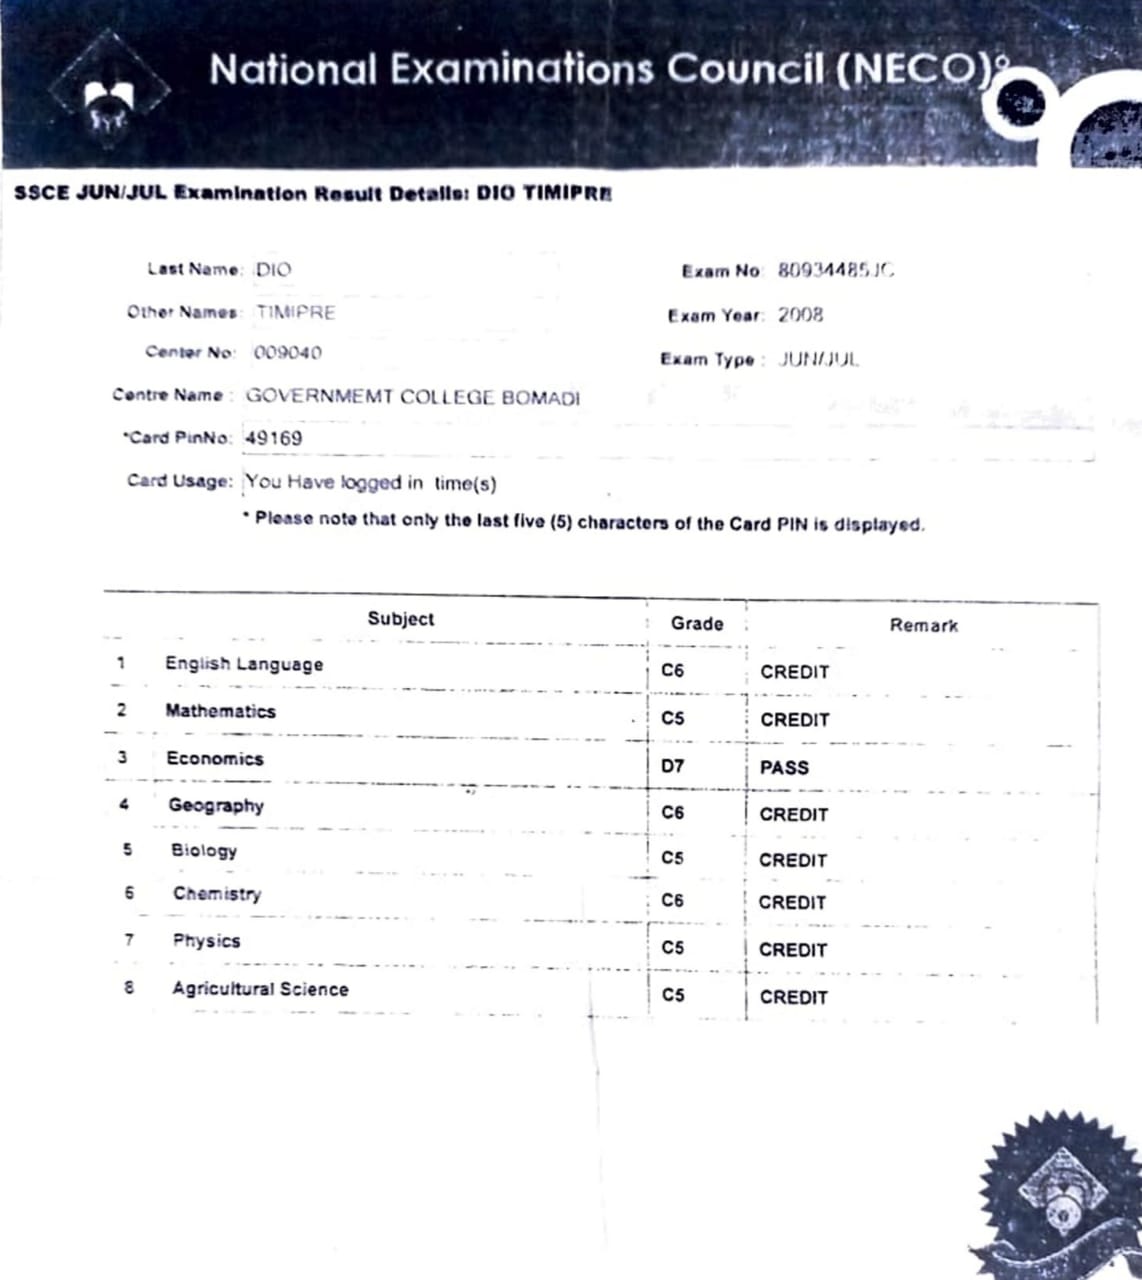 National Examinations Council (NECO)
SSCE JUN/JUL Examination Result Details: DIO TIMIPRE
Last Name: DIO Exam No: 80934485JC
Other Names: TIMIPRE Exam Year: 2008
Center No: 009040 Exam Type : JUN/JUL
Centre Name : GOVERNMEMT COLLEGE BOMADI
*Card PinNo: 49169
Card Usage: You Have logged in time(s)
* Please note that only the last five (5) characters of the Card PIN is displayed.
Subject Grade Remark
1 English Language C6 CREDIT
2 Mathematics C5 CREDIT
3 Economics D7 PASS
4 Geography C6 CREDIT
5 Biology C5 CREDIT
6 Chemistry C6 CREDIT
7 Physics C5 CREDIT
8 Agricultural Science C5 CREDIT